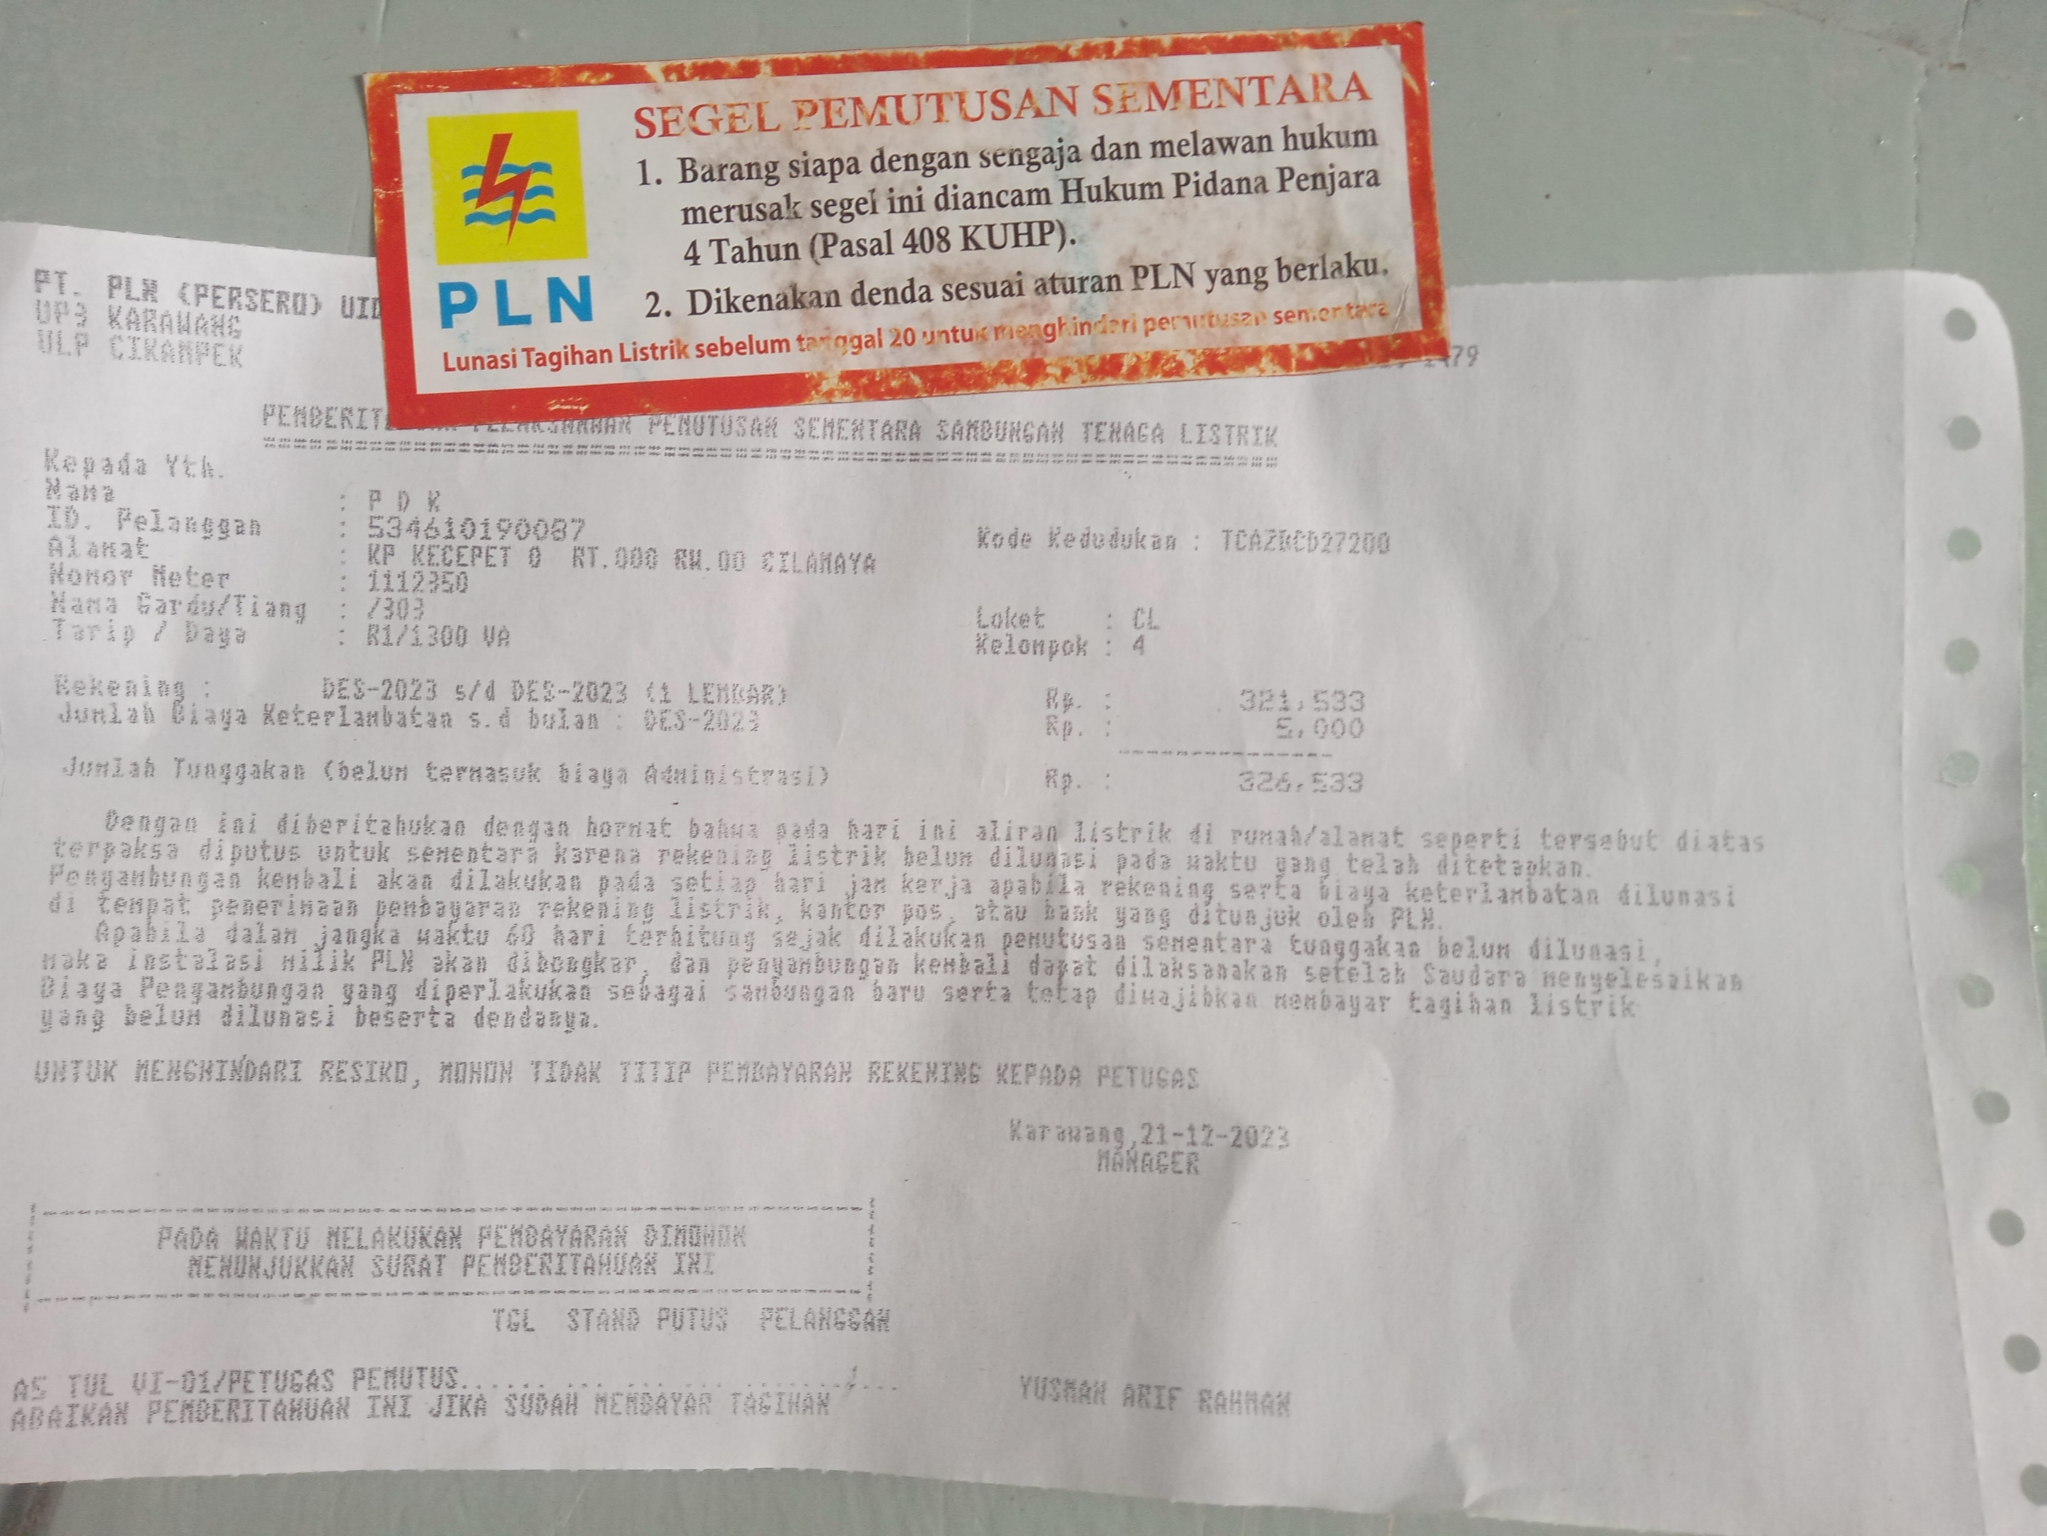 PLN
SEGEL PEMUTUSAN SEMENTARA
1. Barang siapa dengan sengaja dan melawan hukum
merusak segel ini diancam Hukum Pidana Penjara
4 Tahun (Pasal 408 KUHP).
2. Dikenakan denda sesuai aturan PLN yang berlaku.
Lunasi Tagihan Listrik sebelum tanggal 20 untuk menghindari pemutusan sementara
PT. PLN (PERSERO) UID
UP3 KARAWANG
ULP CIKAMPEK
PEMUTUSAN SEMENTARA SAMBUNGAN TENAGA LISTRIK
Kepada Yth.
Nama : P D K
ID. Pelanggan : 534610190087
Kode Kedudukan :
Alamat : KP KECEPET 0 RT.000 RW.00 CILAMAYA
Nomor Meter : 1112350
Nama Gardu/Tiang : /303
Loket : CL
Tarip / Daya : R1/1300 VA
Kelompok : 4
Rekening : DES-2023 s/d DES-2023 (1 LEMBAR) Rp. : 321,533
Jumlah Biaya Keterlambatan s.d bulan : DES-2023 Rp. : 5,000
Jumlah Tunggakan (belum termasuk biaya Administrasi) Rp. : 326,533
Dengan ini diberitahukan dengan hormat bahwa pada hari ini aliran listrik di rumah/alamat seperti tersebut diatas
terpaksa diputus untuk sementara karena rekening listrik belum dilunasi pada waktu yang telah ditetapkan.
Penyambungan kembali akan dilakukan pada setiap hari jam kerja apabila rekening serta biaya keterlambatan dilunasi
di tempat penerimaan pembayaran rekening listrik, kantor pos, atau bank yang ditunjuk oleh PLN.
Apabila dalam jangka waktu 60 hari terhitung sejak dilakukan pemutusan sementara tunggakan belum dilunasi,
maka instalasi milik PLN akan dibongkar, dan penyambungan kembali dapat dilaksanakan setelah Saudara menyelesaikan
Biaya Penyambungan yang diperlakukan sebagai sambungan baru serta tetap diwajibkan membayar tagihan listrik
yang belum dilunasi beserta dendanya.
UNTUK MENGHINDARI RESIKO, MOHON TIDAK TITIP PEMBAYARAN REKENING KEPADA PETUGAS
Karawang,21-12-2023
MANAGER
PADA WAKTU MELAKUKAN PEMBAYARAN DIMOHON
MENUNJUKKAN SURAT PEMBERITAHUAN INI
TGL STAND PUTUS PELANGGAN
AS TUL VI-01/PETUGAS PEMUTUS......
YUSMAN ARIF RAHMAN
ABAIKAN PEMBERITAHUAN INI JIKA SUDAH MEMBAYAR TAGIHAN